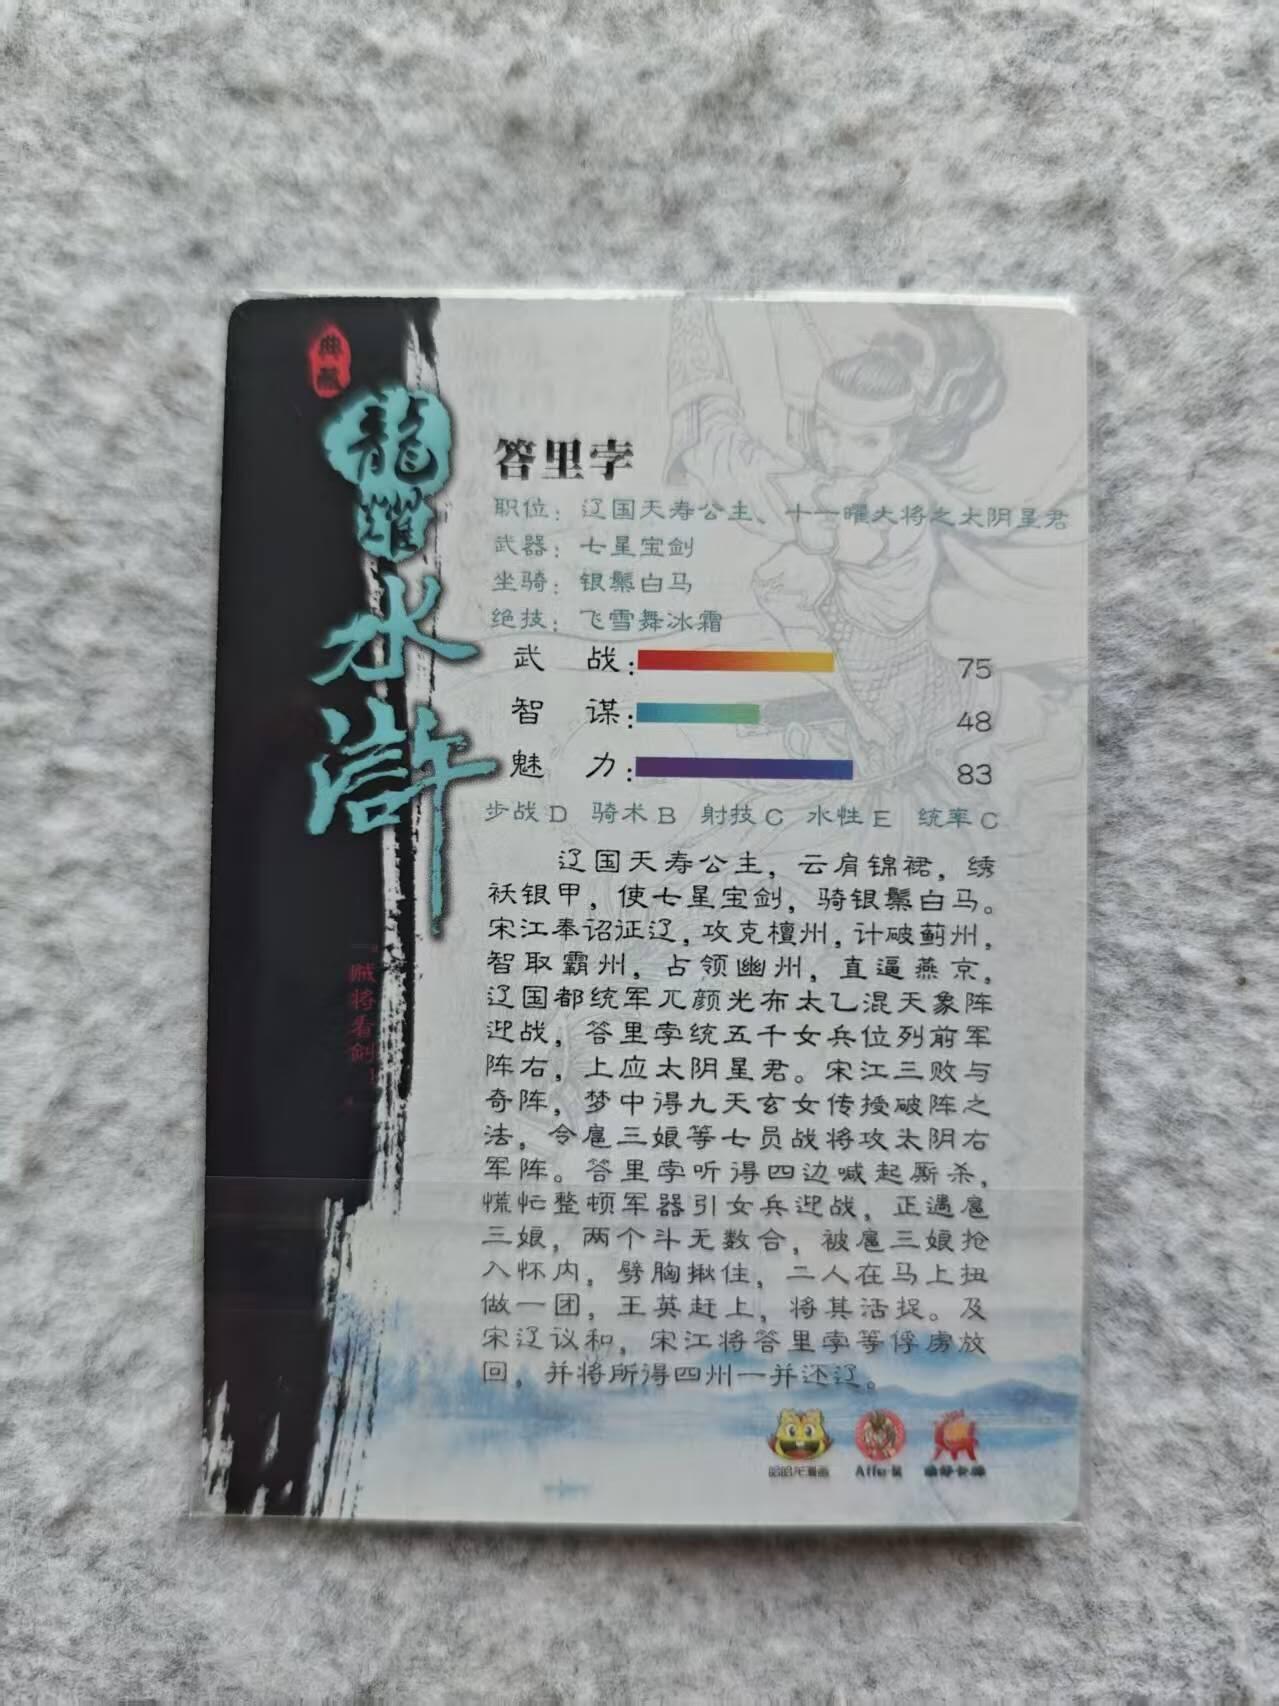 典藏
龍耀水滸
「贼将看剑！」
答里孛
职位：辽国天寿公主、十一曜大将之太阴星君
武器：七星宝剑
坐骑：银鬃白马
绝技：飞雪舞冰霜
武 战： 75
智 谋： 48
魅 力： 83
步战D 骑术B 射技C 水性E 统率C
辽国天寿公主，云肩锦裙，绣
袄银甲，使七星宝剑，骑银鬃白马。
宋江奉诏征辽，攻克檀州，计破蓟州，
智取霸州，占领幽州，直逼燕京，
辽国都统军兀颜光布太乙混天象阵
迎战，答里孛统五千女兵位列前军
阵右，上应太阴星君。宋江三败与
奇阵，梦中得九天玄女传授破阵之
法，令扈三娘等七员战将攻太阴右
军阵。答里孛听得四边喊起厮杀，
慌忙整顿军器引女兵迎战，正遇扈
三娘，两个斗无数合，被扈三娘抢
入怀内，劈胸揪住，二人在马上扭
做一团，王英赶上，将其活捉。及
宋辽议和，宋江将答里孛等俘虏放
回，并将所得四州一并还辽。
哈哈龙漫画